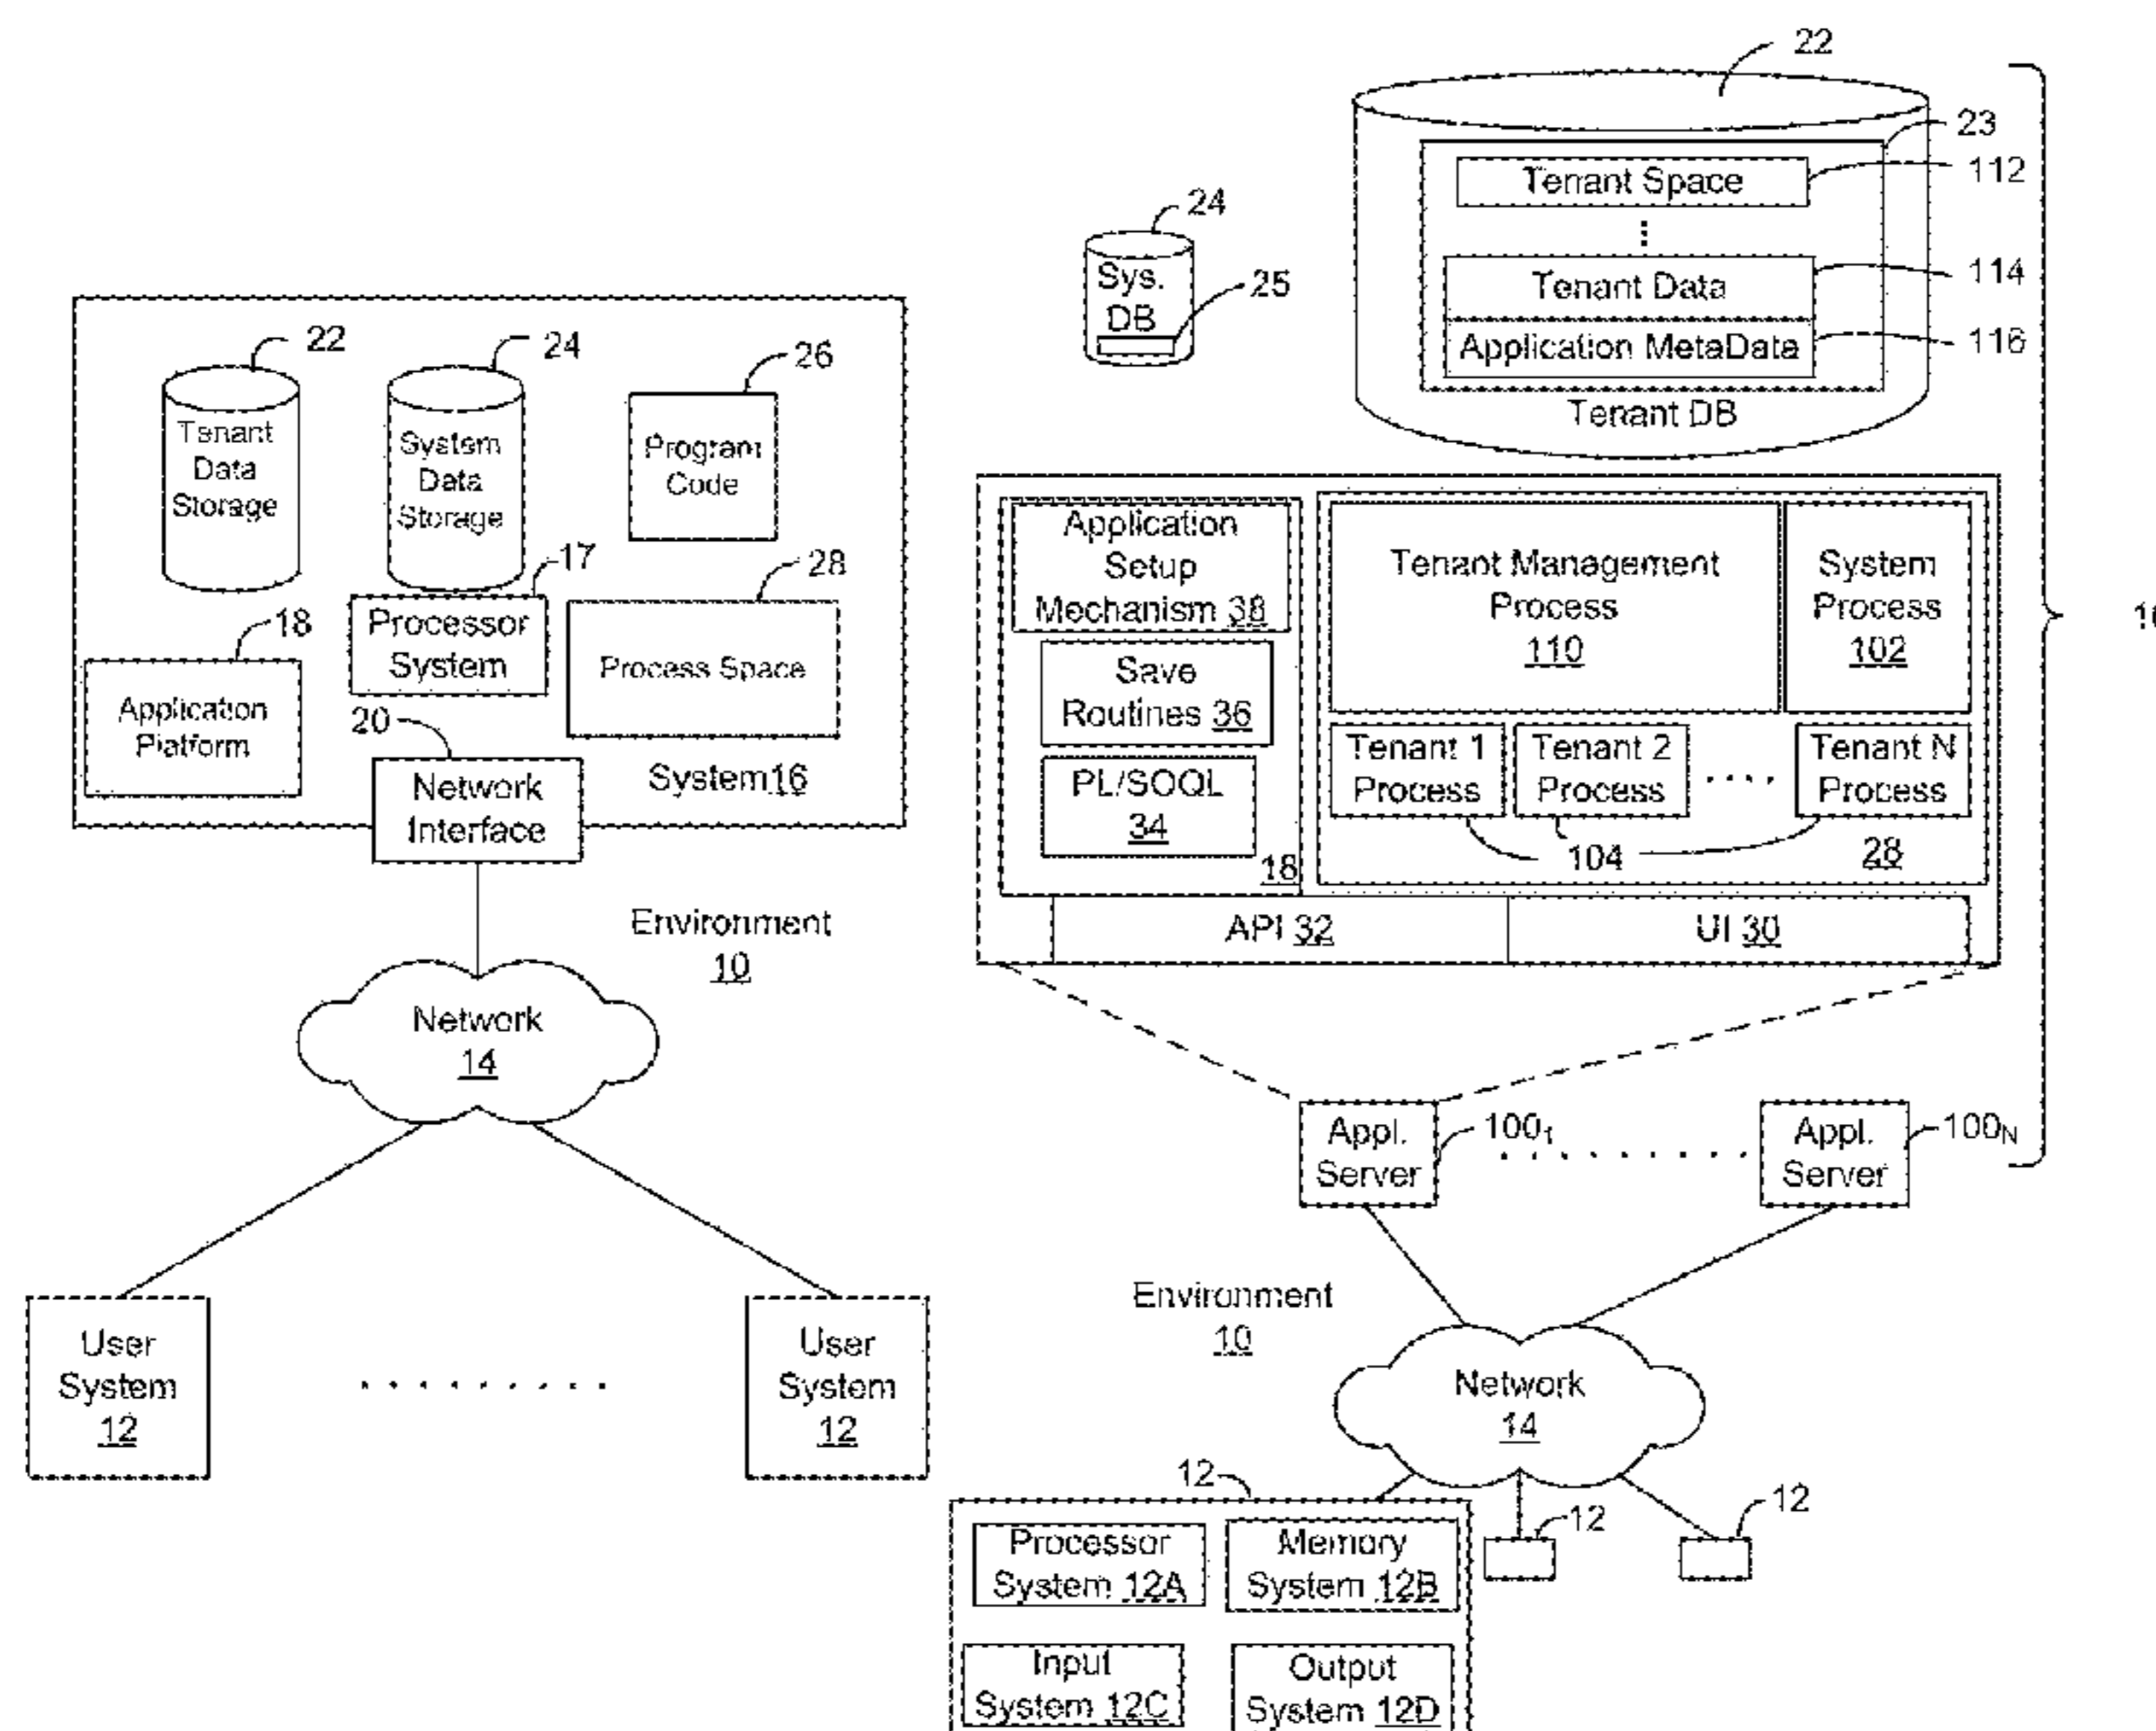 22
24
26
Tenant
Data
Storage
System
Data
Storage
Program
Code
17
28
18
Processor
System
Process Space
Application
Platform
20
Network
Interface
System 16
Environment
10
Network
14
User
System
12
User
System
12
22
23
Tenant Space
112
24
Sys.
DB
25
Tenant Data
114
Application MetaData
116
Tenant DB
Application
Setup
Mechanism 38
Tenant Management
Process
110
System
Process
102
Save
Routines 36
PL/SOQL
34
Tenant 1
Process
Tenant 2
Process
Tenant N
Process
18
104
28
API 32
UI 30
Appl.
Server
100₁
Appl.
Server
100N
Environment
10
Network
14
12
12
12
Processor
System 12A
Memory
System 12B
Input
System 12C
Output
System 12D